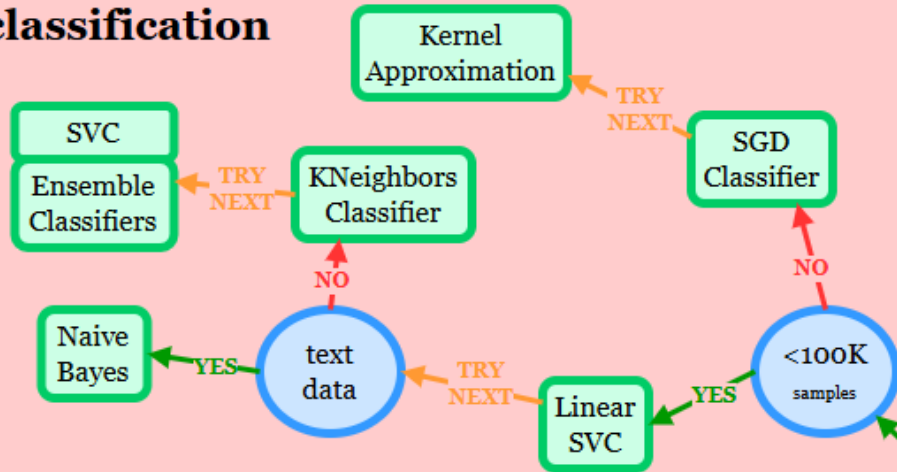 classification
Kernel
Approximation
TRY
NEXT
SGD
Classifier
SVC
Ensemble
Classifiers
TRY
NEXT
KNeighbors
Classifier
NO
NO
Naive
Bayes
YES
text
data
TRY
NEXT
Linear
SVC
YES
<100K
samples